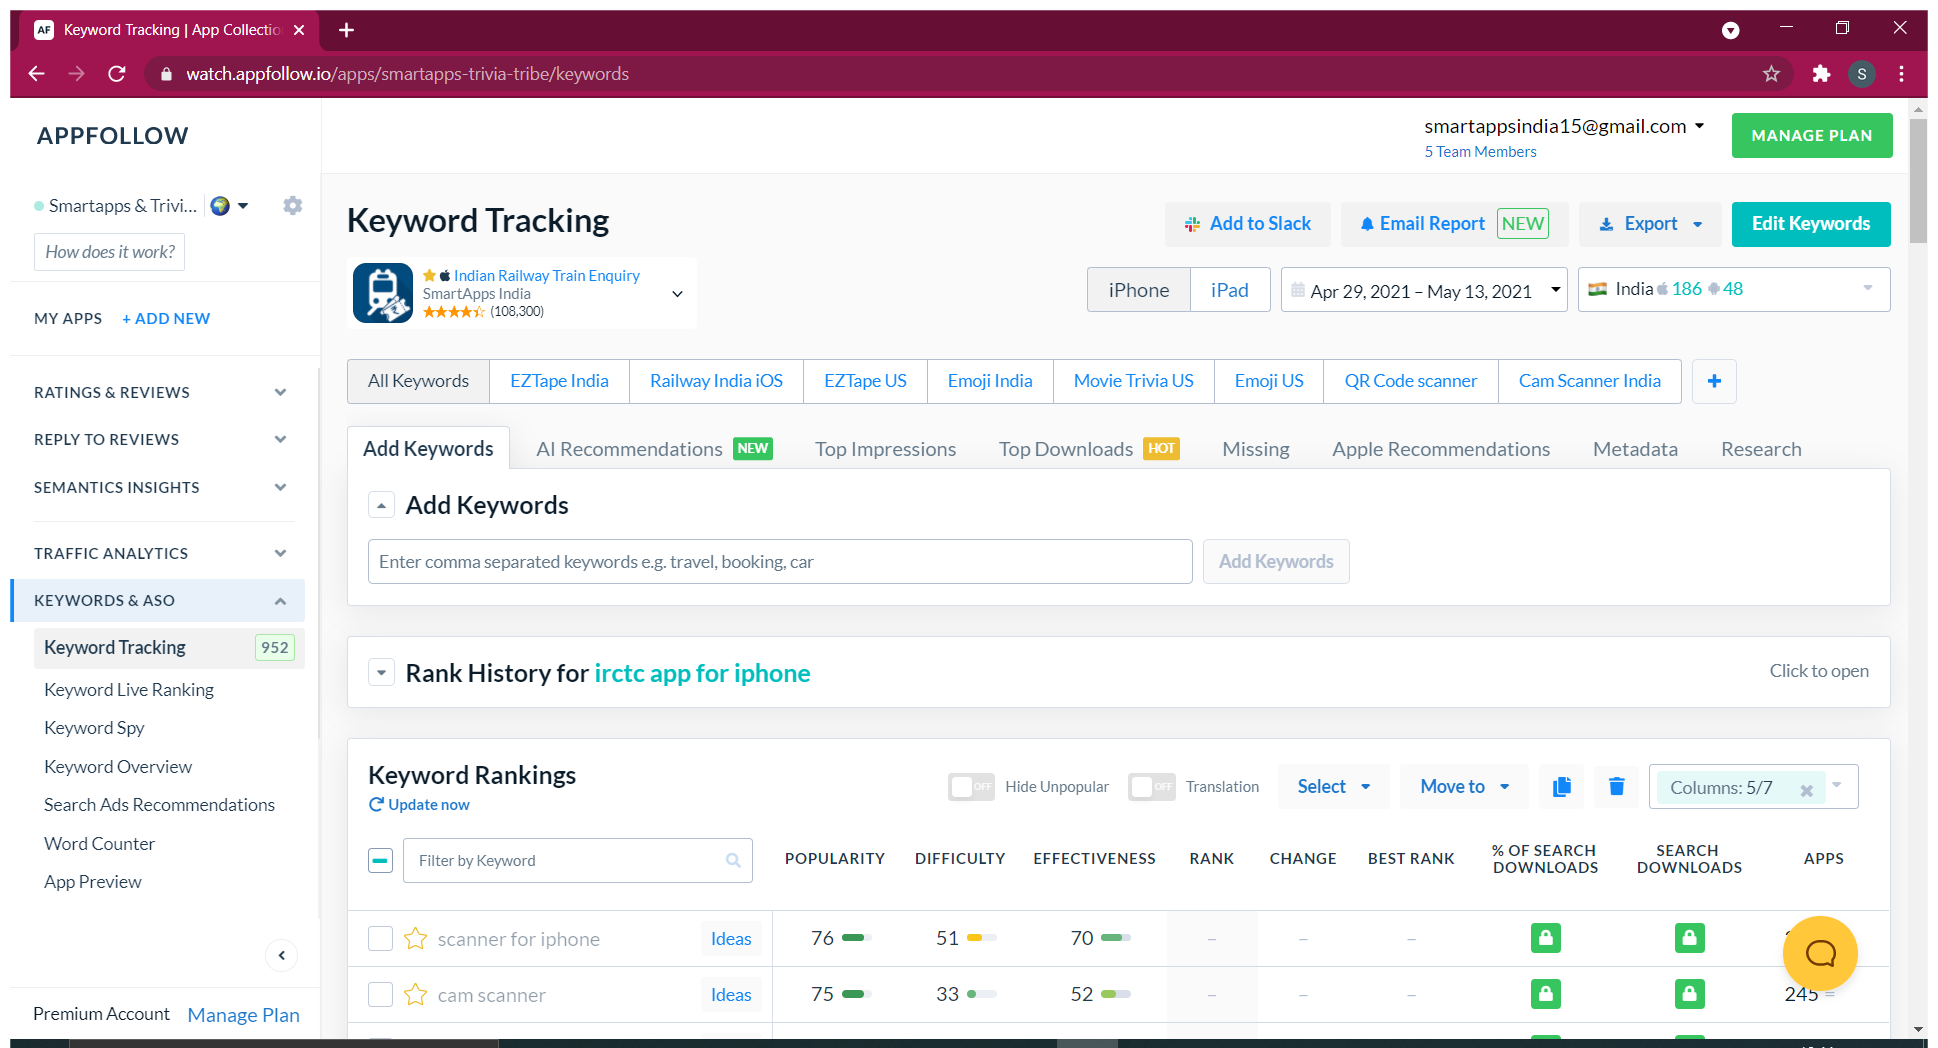 AF Keyword Tracking | App Collectio
watch.appfollow.io/apps/smartapps-trivia-tribe/keywords
S
APPFOLLOW
smartappsindia15@gmail.com
5 Team Members
MANAGE PLAN
Smartapps & Trivi...
How does it work?
MY APPS + ADD NEW
RATINGS & REVIEWS
REPLY TO REVIEWS
SEMANTICS INSIGHTS
TRAFFIC ANALYTICS
KEYWORDS & ASO
Keyword Tracking 952
Keyword Live Ranking
Keyword Spy
Keyword Overview
Search Ads Recommendations
Word Counter
App Preview
Premium Account Manage Plan
Keyword Tracking
Add to Slack
Email Report NEW
Export
Edit Keywords
Indian Railway Train Enquiry
SmartApps India
(108,300)
iPhone iPad
Apr 29, 2021 – May 13, 2021
India 186 48
All Keywords EZTape India Railway India iOS EZTape US Emoji India Movie Trivia US Emoji US QR Code scanner Cam Scanner India +
Add Keywords AI Recommendations NEW Top Impressions Top Downloads HOT Missing Apple Recommendations Metadata Research
Add Keywords
Enter comma separated keywords e.g. travel, booking, car Add Keywords
Rank History for irctc app for iphone Click to open
Keyword Rankings
Update now
OFF Hide Unpopular OFF Translation Select Move to Columns: 5/7
Filter by Keyword POPULARITY DIFFICULTY EFFECTIVENESS RANK CHANGE BEST RANK % OF SEARCH DOWNLOADS SEARCH DOWNLOADS APPS
scanner for iphone Ideas 76 51 70 – – –
cam scanner Ideas 75 33 52 – – – 245 =